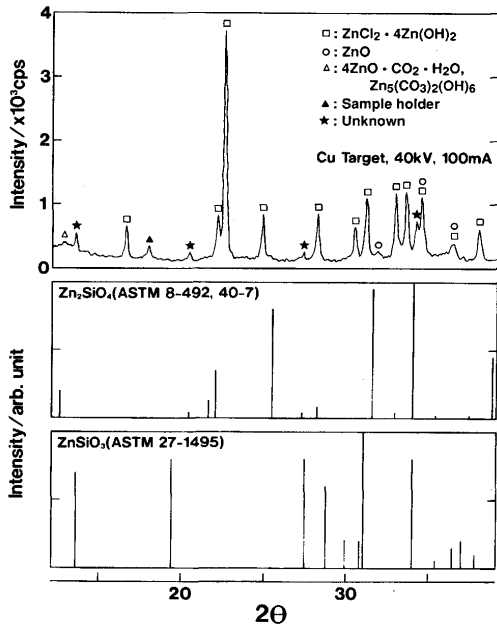 4
3
2
1
0
Intensity/×10³cps
□: ZnCl₂・4Zn(OH)₂
○: ZnO
△: 4ZnO・CO₂・H₂O,
Zn₅(CO₃)₂(OH)₆
▲: Sample holder
★: Unknown
Cu Target, 40kV, 100mA
Intensity/arb. unit
Zn₂SiO₄(ASTM 8-492, 40-7)
ZnSiO₃(ASTM 27-1495)
20
30
2θ